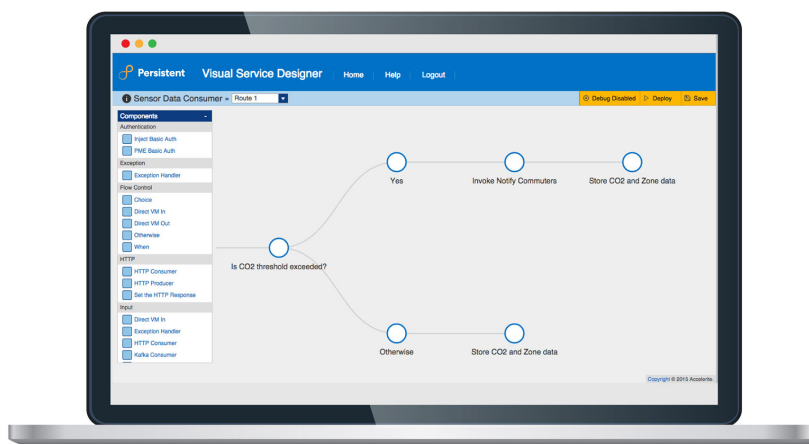 Persistent Visual Service Designer Home Help Logout
Sensor Data Consumer - Route 1 Debug Disabled Deploy Save
Components -
Authentication
Inject Basic Auth
PME Basic Auth
Exception
Exception Handler
Flow Control
Choice
Direct VM In
Direct VM Out
Otherwise
When
HTTP
HTTP Consumer
HTTP Producer
Set the HTTP Response
Input
Direct VM In
Exception Handler
HTTP Consumer
Kafka Consumer
Yes
Invoke Notify Commuters
Store CO2 and Zone data
Is CO2 threshold exceeded?
Otherwise
Store CO2 and Zone data
Copyright © 2015 Accelerite